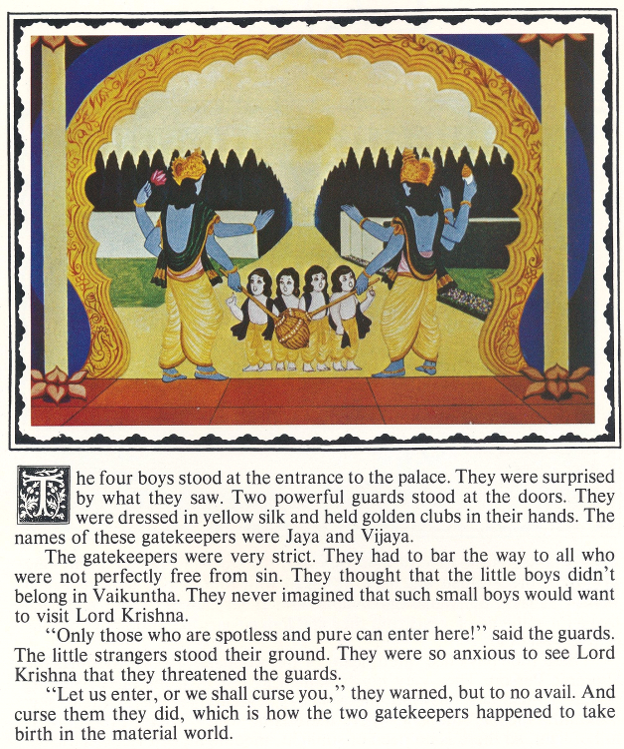 The four boys stood at the entrance to the palace. They were surprised
by what they saw. Two powerful guards stood at the doors. They
were dressed in yellow silk and held golden clubs in their hands. The
names of these gatekeepers were Jaya and Vijaya.
The gatekeepers were very strict. They had to bar the way to all who
were not perfectly free from sin. They thought that the little boys didn’t
belong in Vaikuntha. They never imagined that such small boys would want
to visit Lord Krishna.
‘‘Only those who are spotless and pure can enter here!’’ said the guards.
The little strangers stood their ground. They were so anxious to see Lord
Krishna that they threatened the guards.
‘‘Let us enter, or we shall curse you,’’ they warned, but to no avail. And
curse them they did, which is how the two gatekeepers happened to take
birth in the material world.